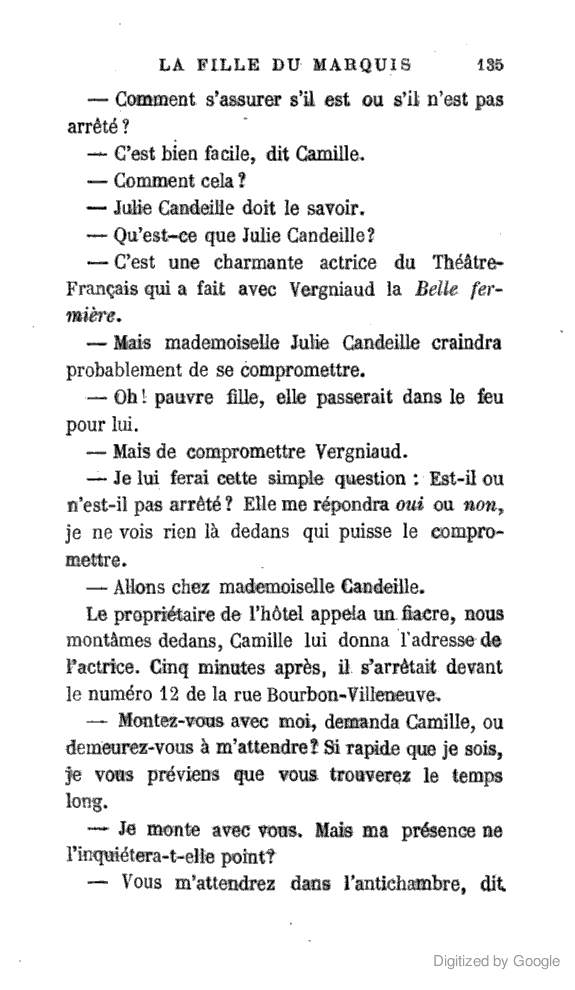 LA FILLE DU MARQUIS 135
— Comment s'assurer s'il est ou s'il n'est pas
arrêté ?
— C'est bien facile, dit Camille.
— Comment cela ?
— Julie Candeille doit le savoir.
— Qu'est-ce que Julie Candeille ?
— C'est une charmante actrice du Théâtre-
Français qui a fait avec Vergniaud la Belle fer-
mière.
— Mais mademoiselle Julie Candeille craindra
probablement de se compromettre.
— Oh! pauvre fille, elle passerait dans le feu
pour lui.
— Mais de compromettre Vergniaud.
— Je lui ferai cette simple question : Est-il ou
n'est-il pas arrêté ? Elle me répondra oui ou non,
je ne vois rien là dedans qui puisse le compro-
mettre.
— Allons chez mademoiselle Candeille.
Le propriétaire de l'hôtel appela un fiacre, nous
montâmes dedans, Camille lui donna l'adresse de
l'actrice. Cinq minutes après, il s'arrêtait devant
le numéro 12 de la rue Bourbon-Villeneuve.
— Montez-vous avec moi, demanda Camille, ou
demeurez-vous à m'attendre ? Si rapide que je sois,
je vous préviens que vous trouverez le temps
long.
— Je monte avec vous. Mais ma présence ne
l'inquiétera-t-elle point ?
— Vous m'attendrez dans l'antichambre, dit
Digitized by Google